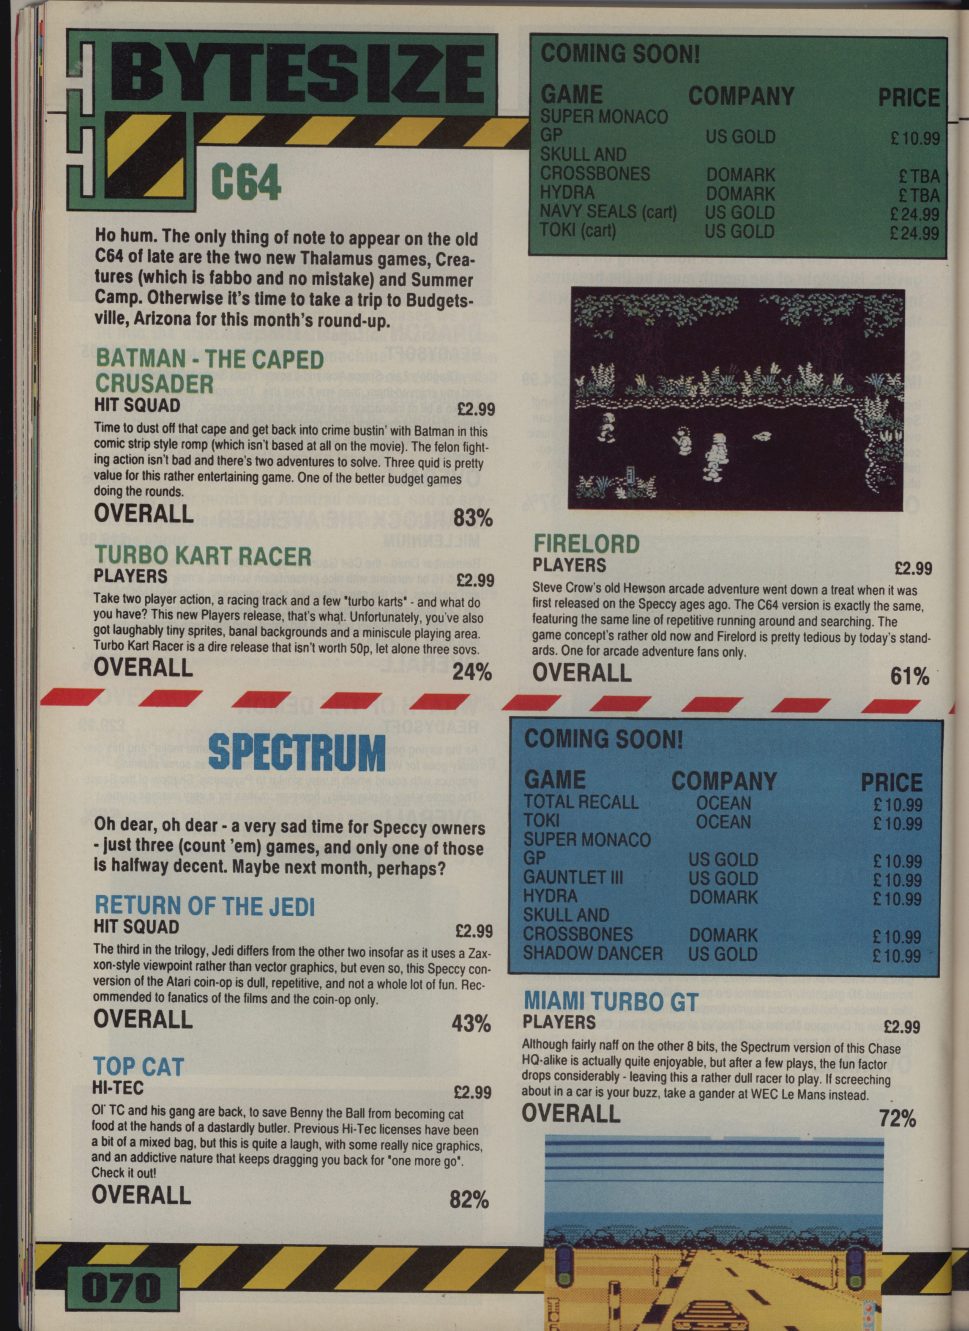 BYTESIZE
C64
Ho hum. The only thing of note to appear on the old
C64 of late are the two new Thalamus games, Crea-
tures (which is fabbo and no mistake) and Summer
Camp. Otherwise it's time to take a trip to Budgets-
ville, Arizona for this month's round-up.
BATMAN - THE CAPED
CRUSADER
HIT SQUAD £2.99
Time to dust off that cape and get back into crime bustin' with Batman in this
comic strip style romp (which isn't based at all on the movie). The felon fight-
ing action isn't bad and there's two adventures to solve. Three quid is pretty
value for this rather entertaining game. One of the better budget games
doing the rounds.
OVERALL 83%
TURBO KART RACER
PLAYERS £2.99
Take two player action, a racing track and a few "turbo karts" - and what do
you have? This new Players release, that's what. Unfortunately, you've also
got laughably tiny sprites, banal backgrounds and a miniscule playing area.
Turbo Kart Racer is a dire release that isn't worth 50p, let alone three sovs.
OVERALL 24%
COMING SOON!
GAME COMPANY PRICE
SUPER MONACO
GP US GOLD £10.99
SKULL AND
CROSSBONES DOMARK £TBA
HYDRA DOMARK £TBA
NAVY SEALS (cart) US GOLD £24.99
TOKI (cart) US GOLD £24.99
FIRELORD
PLAYERS £2.99
Steve Crow's old Hewson arcade adventure went down a treat when it was
first released on the Speccy ages ago. The C64 version is exactly the same,
featuring the same line of repetitive running around and searching. The
game concept's rather old now and Firelord is pretty tedious by today's stand-
ards. One for arcade adventure fans only.
OVERALL 61%
SPECTRUM
Oh dear, oh dear - a very sad time for Speccy owners
- just three (count 'em) games, and only one of those
is halfway decent. Maybe next month, perhaps?
RETURN OF THE JEDI
HIT SQUAD £2.99
The third in the trilogy, Jedi differs from the other two insofar as it uses a Zax-
xon-style viewpoint rather than vector graphics, but even so, this Speccy con-
version of the Atari coin-op is dull, repetitive, and not a whole lot of fun. Rec-
ommended to fanatics of the films and the coin-op only.
OVERALL 43%
TOP CAT
HI-TEC £2.99
Ol' TC and his gang are back, to save Benny the Ball from becoming cat
food at the hands of a dastardly butler. Previous Hi-Tec licenses have been
a bit of a mixed bag, but this is quite a laugh, with some really nice graphics,
and an addictive nature that keeps dragging you back for "one more go".
Check it out!
OVERALL 82%
COMING SOON!
GAME COMPANY PRICE
TOTAL RECALL OCEAN £10.99
TOKI OCEAN £10.99
SUPER MONACO
GP US GOLD £10.99
GAUNTLET III US GOLD £10.99
HYDRA DOMARK £10.99
SKULL AND
CROSSBONES DOMARK £10.99
SHADOW DANCER US GOLD £10.99
MIAMI TURBO GT
PLAYERS £2.99
Although fairly naff on the other 8 bits, the Spectrum version of this Chase
HQ-alike is actually quite enjoyable, but after a few plays, the fun factor
drops considerably - leaving this a rather dull racer to play. If screeching
about in a car is your buzz, take a gander at WEC Le Mans instead.
OVERALL 72%
070